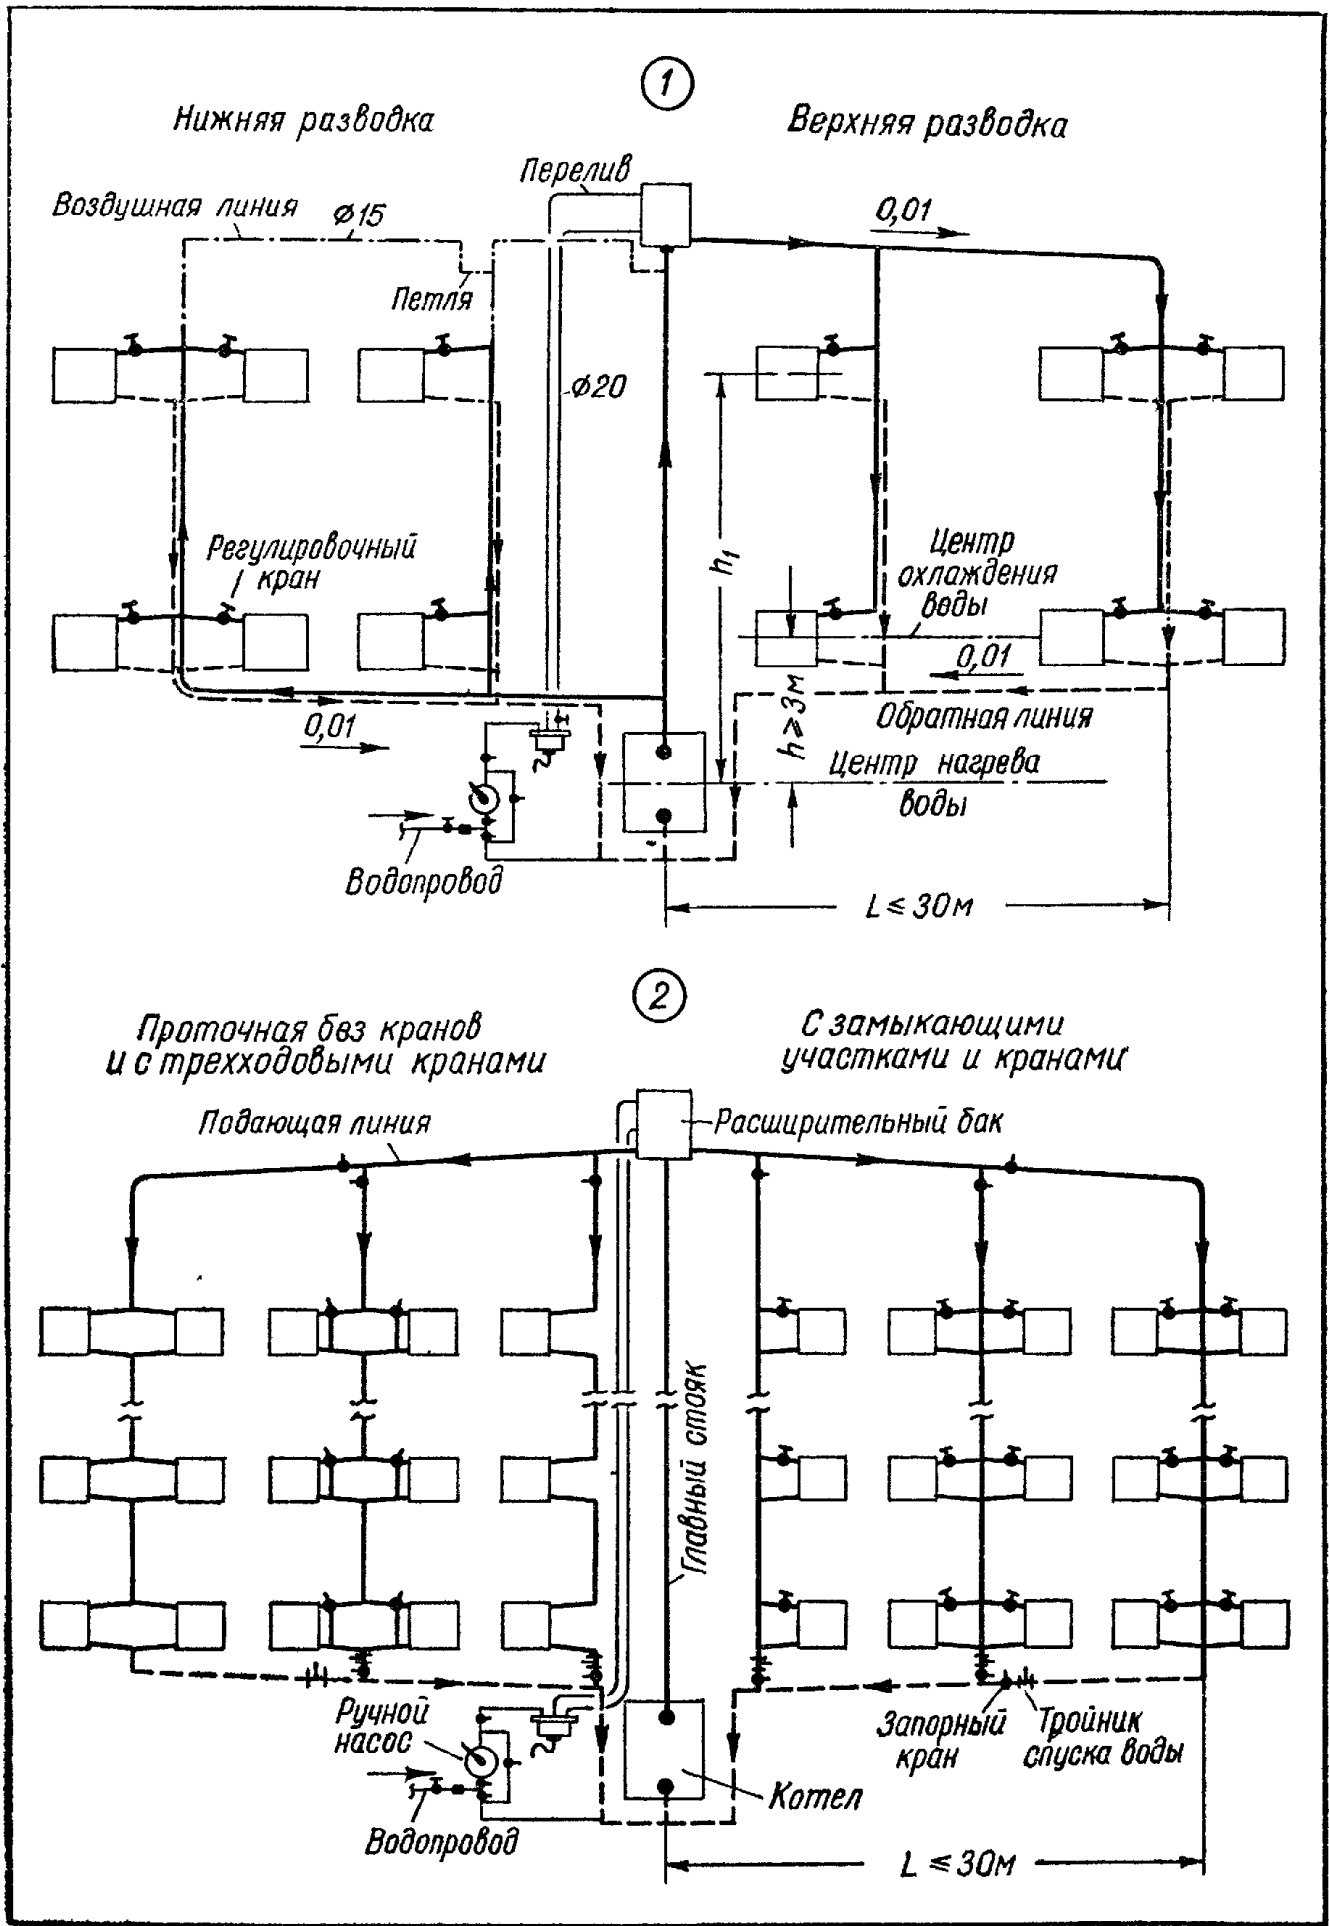 1
Нижняя разводка
Верхняя разводка
Перелив
Воздушная линия
φ15
0,01
Петля
φ20
Регулировочный
кран
h₁
Центр
охлаждения
воды
0,01
h ⩾ 3м
Обратная линия
0,01
Центр нагрева
воды
Водопровод
L ⩽ 30м
2
Проточная без кранов
и с трехходовыми кранами
С замыкающими
участками и кранами
Подающая линия
Расширительный бак
Главный стояк
Ручной
насос
Запорный
кран
Тройник
спуска воды
Котел
Водопровод
L ⩽ 30м